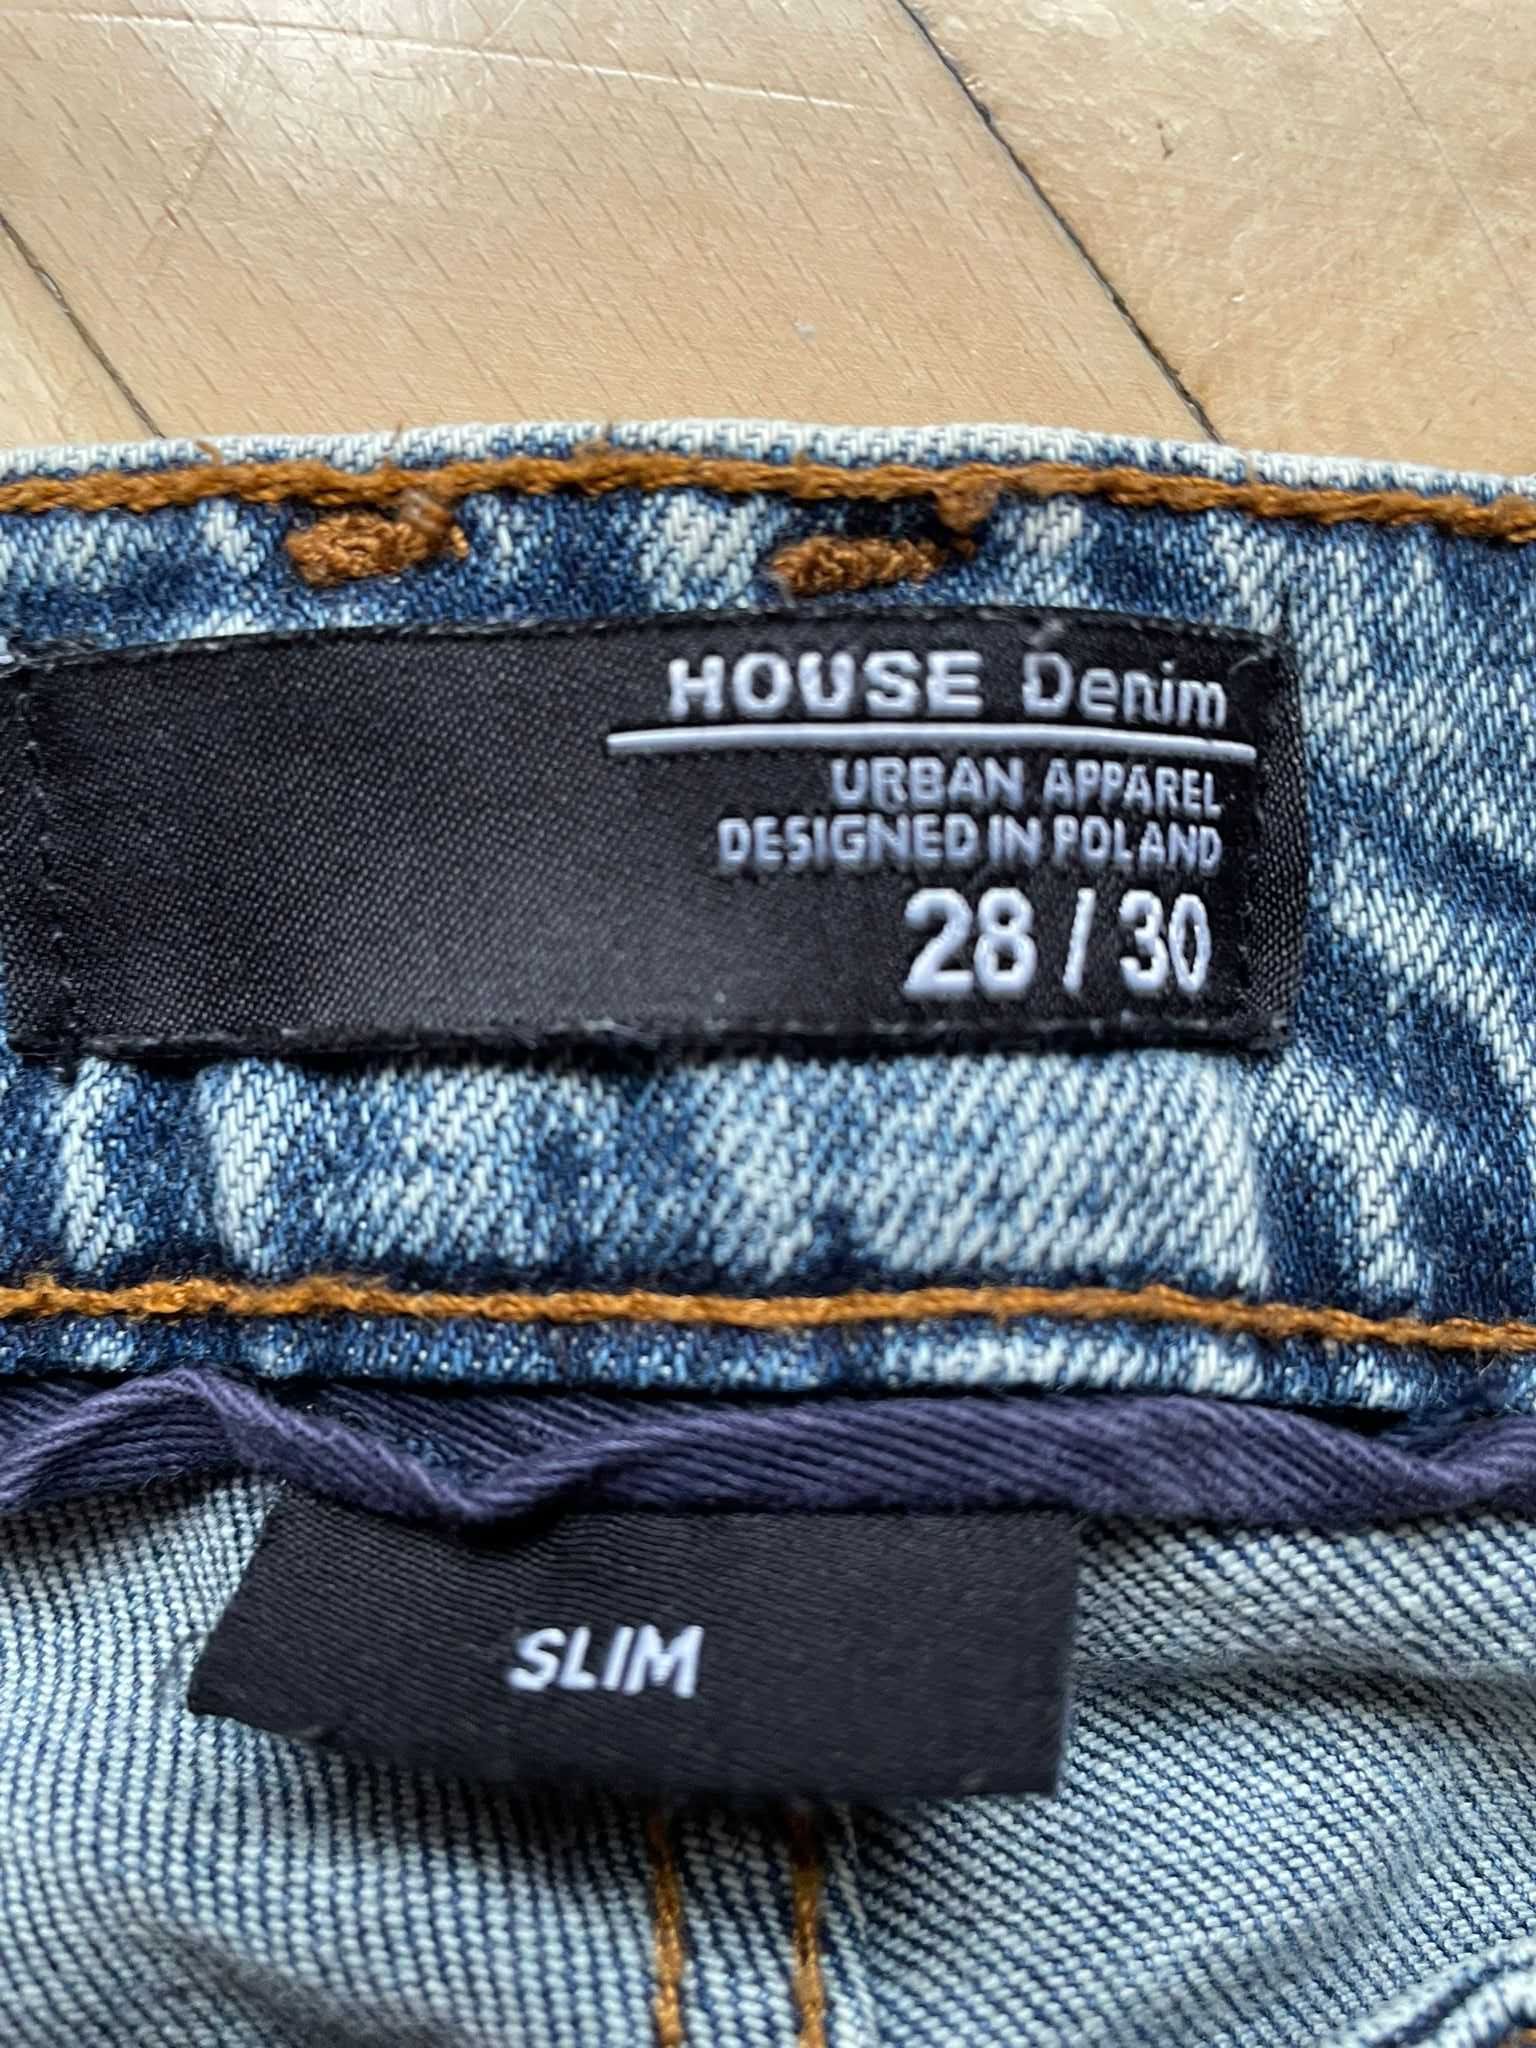 HOUSE Denim
URBAN APPAREL
DESIGNED IN POLAND
28 / 30
SLIM